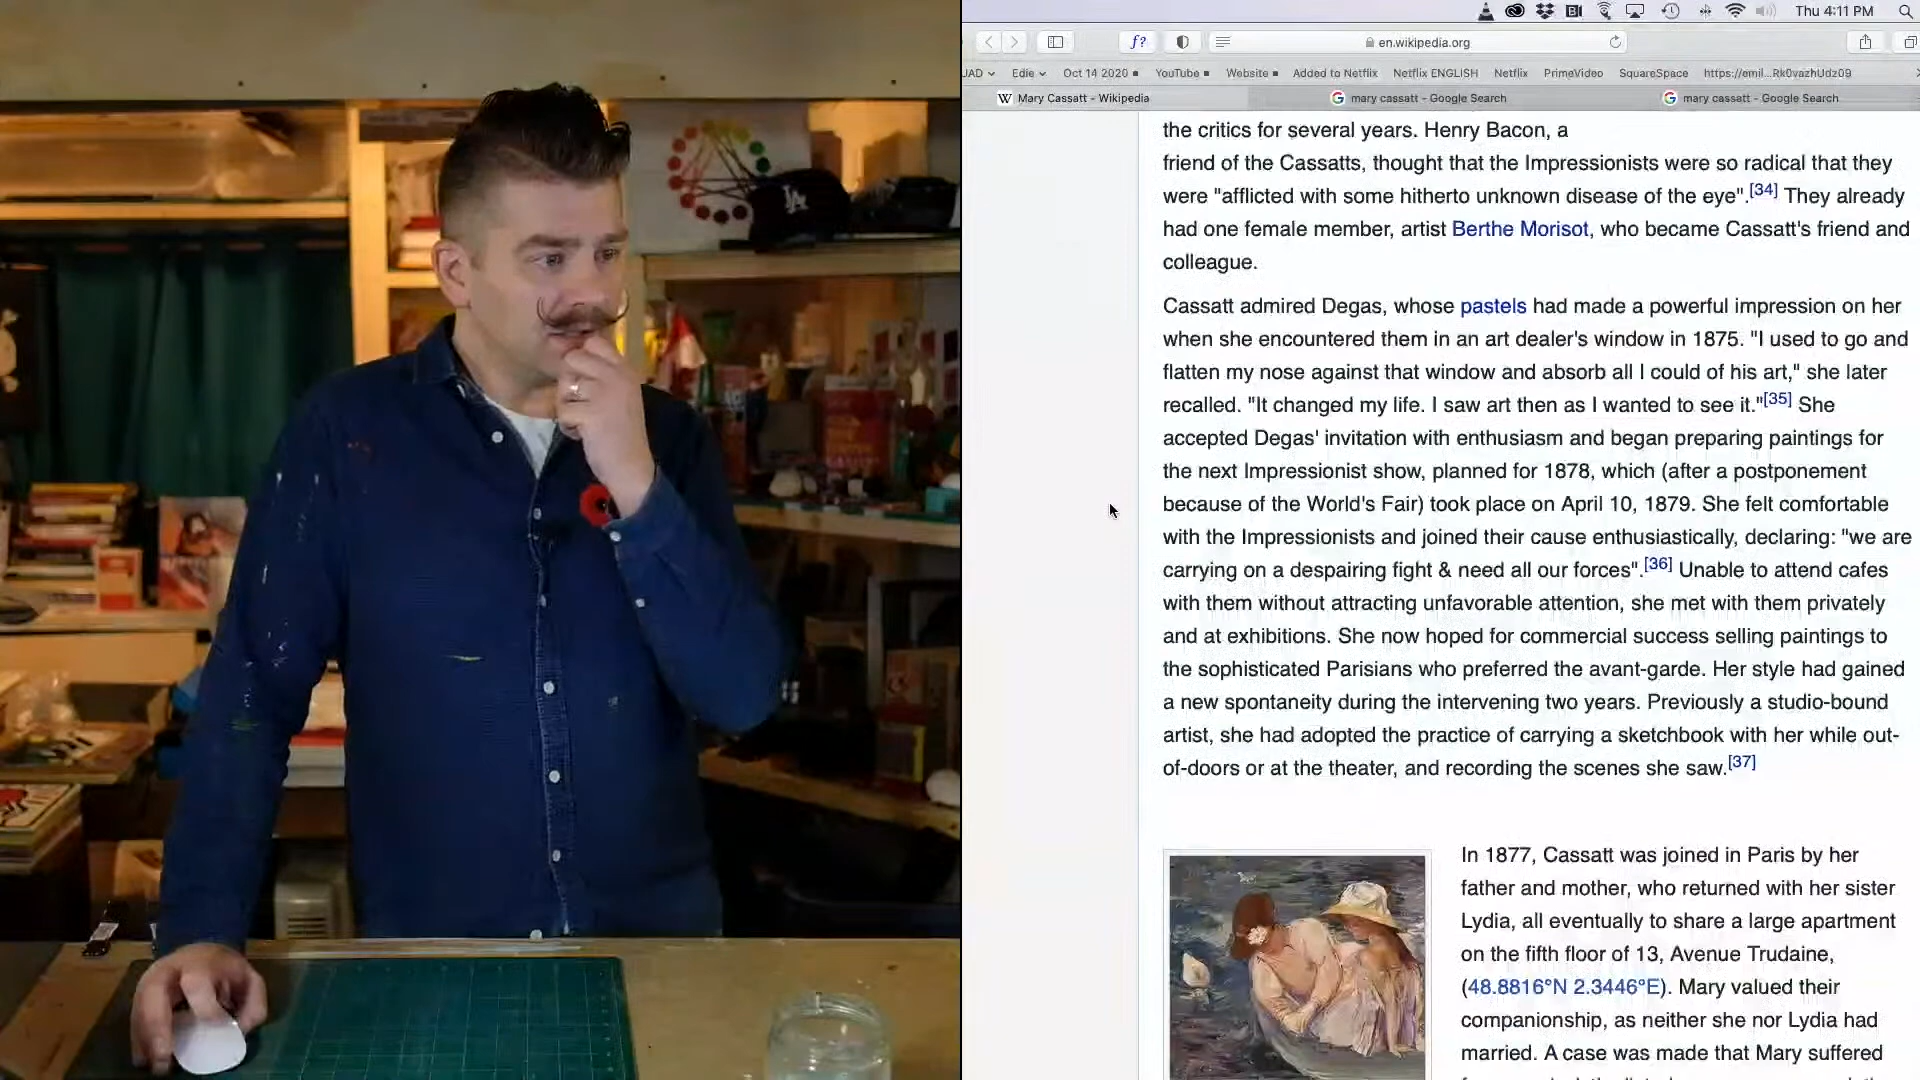 Thu 4:11 PM
f?
en.wikipedia.org
JAD
Edie
Oct 14 2020
YouTube
Website
Added to Netflix
Netflix ENGLISH
Netflix
PrimeVideo
SquareSpace
https://emil...Rk0vazhUdz09
W Mary Cassatt - Wikipedia
G mary cassatt - Google Search
G mary cassatt - Google Search
LA
the critics for several years. Henry Bacon, a
friend of the Cassatts, thought that the Impressionists were so radical that they
were "afflicted with some hitherto unknown disease of the eye".[34] They already
had one female member, artist Berthe Morisot, who became Cassatt's friend and
colleague.
Cassatt admired Degas, whose pastels had made a powerful impression on her
when she encountered them in an art dealer's window in 1875. "I used to go and
flatten my nose against that window and absorb all I could of his art," she later
recalled. "It changed my life. I saw art then as I wanted to see it."[35] She
accepted Degas' invitation with enthusiasm and began preparing paintings for
the next Impressionist show, planned for 1878, which (after a postponement
because of the World's Fair) took place on April 10, 1879. She felt comfortable
with the Impressionists and joined their cause enthusiastically, declaring: "we are
carrying on a despairing fight & need all our forces".[36] Unable to attend cafes
with them without attracting unfavorable attention, she met with them privately
and at exhibitions. She now hoped for commercial success selling paintings to
the sophisticated Parisians who preferred the avant-garde. Her style had gained
a new spontaneity during the intervening two years. Previously a studio-bound
artist, she had adopted the practice of carrying a sketchbook with her while out-
of-doors or at the theater, and recording the scenes she saw.[37]
In 1877, Cassatt was joined in Paris by her
father and mother, who returned with her sister
Lydia, all eventually to share a large apartment
on the fifth floor of 13, Avenue Trudaine,
(48.8816°N 2.3446°E). Mary valued their
companionship, as neither she nor Lydia had
married. A case was made that Mary suffered